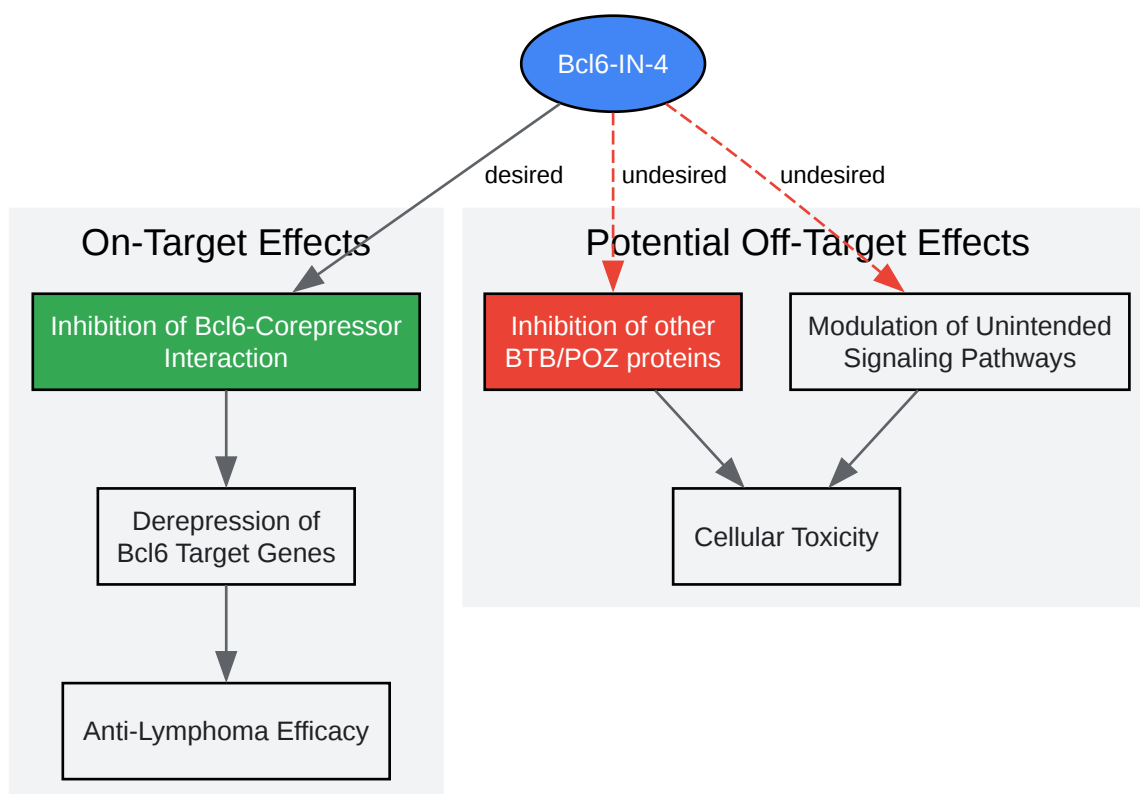 Bcl6-IN-4
desired
undesired
undesired
On-Target Effects
Inhibition of Bcl6-Corepressor
Interaction
Derepression of
Bcl6 Target Genes
Anti-Lymphoma Efficacy
Potential Off-Target Effects
Inhibition of other
BTB/POZ proteins
Modulation of Unintended
Signaling Pathways
Cellular Toxicity